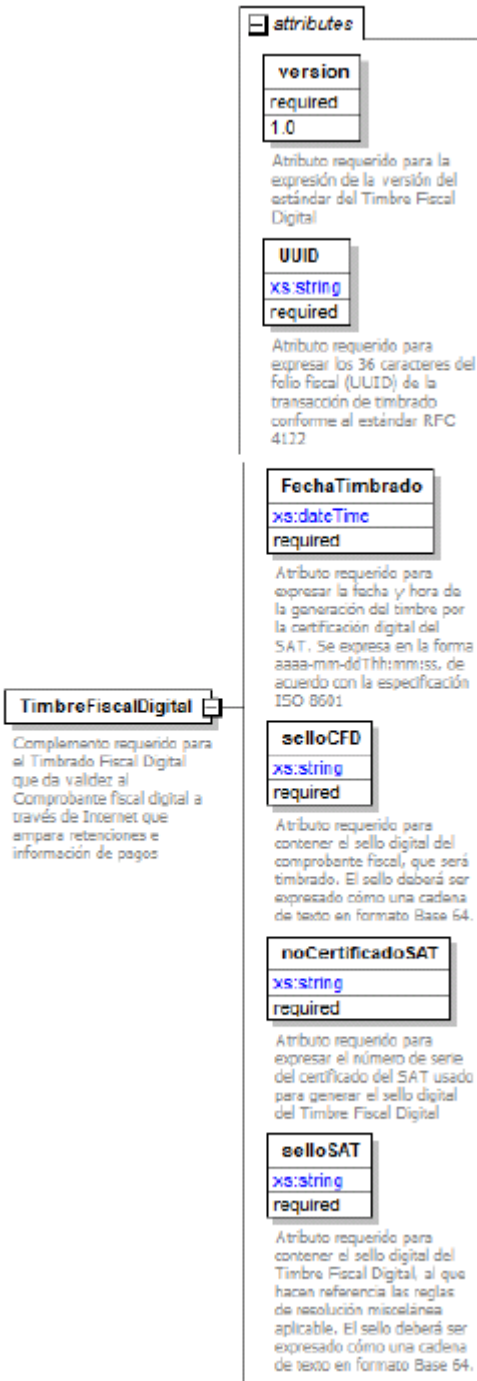 attributes
version
required
1.0
Atributo requerido para la
expresión de la versión del
estándar del Timbre Fiscal
Digital
UUID
xs:string
required
Atributo requerido para
expresar los 36 caracteres del
folio fiscal (UUID) de la
transacción de timbrado
conforme al estándar RFC
4122
FechaTimbrado
xs:dateTime
required
Atributo requerido para
expresar la fecha y hora de
la generación del timbre por
la certificación digital del
SAT. Se expresa en la forma
aaaa-mm-ddThh:mm:ss, de
acuerdo con la especificación
ISO 8601
TimbreFiscalDigital
Complemento requerido para
el Timbrado Fiscal Digital
que da validez al
Comprobante fiscal digital a
través de Internet que
ampara retenciones e
información de pagos
selloCFD
xs:string
required
Atributo requerido para
contener el sello digital del
comprobante fiscal, que será
timbrado. El sello deberá ser
expresado cómo una cadena
de texto en formato Base 64.
noCertificadoSAT
xs:string
required
Atributo requerido para
expresar el número de serie
del certificado del SAT usado
para generar el sello digital
del Timbre Fiscal Digital
selloSAT
xs:string
required
Atributo requerido para
contener el sello digital del
Timbre Fiscal Digital, al que
hacen referencia las reglas
de resolución miscelánea
aplicable. El sello deberá ser
expresado cómo una cadena
de texto en formato Base 64.